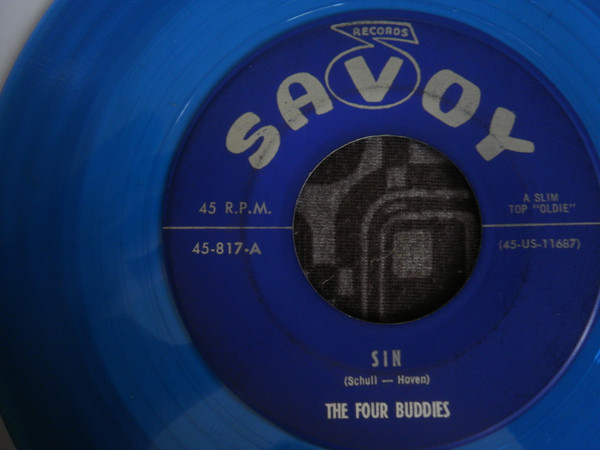 RECORDS
SAVOY
45 R.P.M.
A SLIM
TOP "OLDIE"
45-817-A
(45-US-11687)
SIN
(Schull — Hoven)
THE FOUR BUDDIES